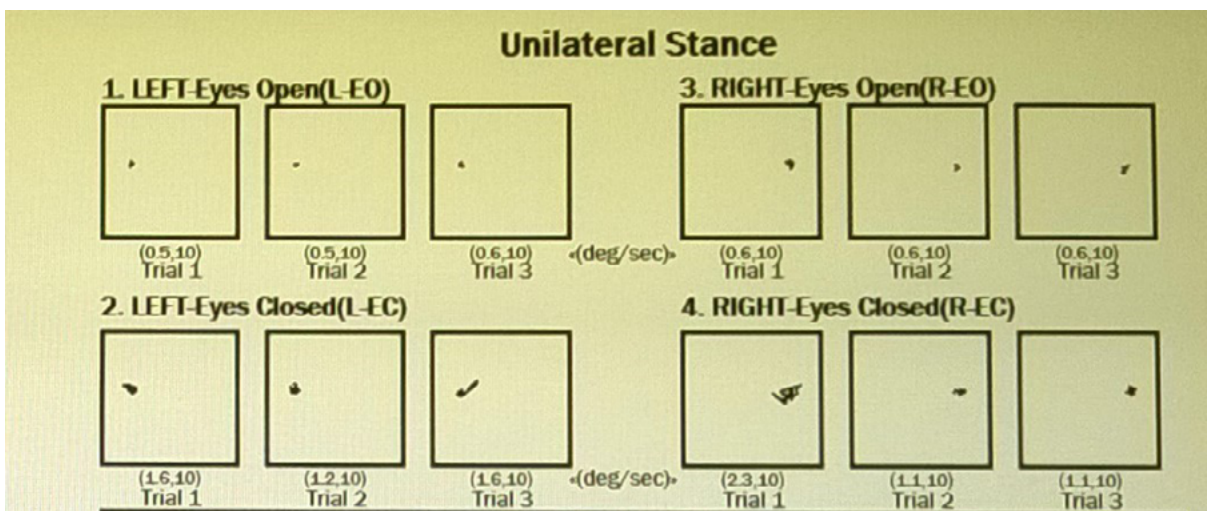 Unilateral Stance
1. LEFT-Eyes Open(L-EO)
3. RIGHT-Eyes Open(R-EO)
(0.5,10) (0.5,10) (0.6,10) «(deg/sec)» (0.6,10) (0.6,10) (0.6,10)
Trial 1 Trial 2 Trial 3 Trial 1 Trial 2 Trial 3
2. LEFT-Eyes Closed(L-EC)
4. RIGHT-Eyes Closed(R-EC)
(1.6,10) (1.2,10) (1.6,10) «(deg/sec)» (2.3,10) (1.1,10) (1.1,10)
Trial 1 Trial 2 Trial 3 Trial 1 Trial 2 Trial 3